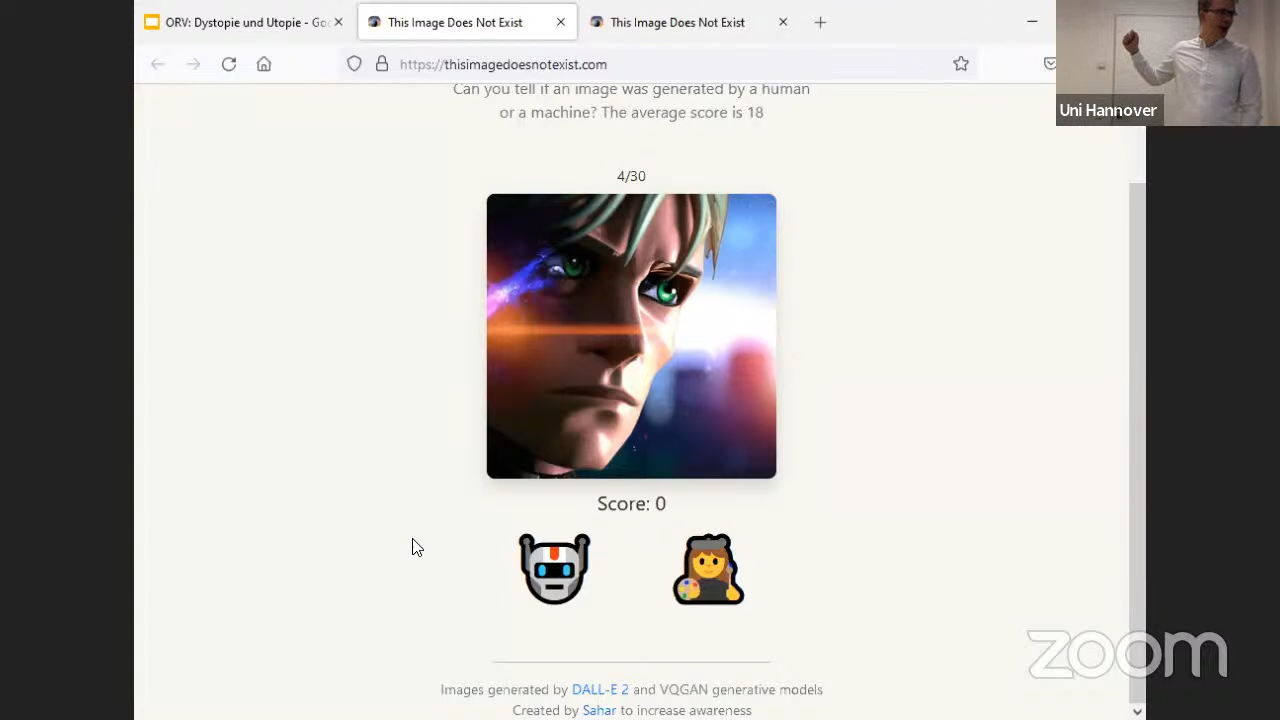 ORV: Dystopie und Utopie - Goo
This Image Does Not Exist
This Image Does Not Exist
https://thisimagedoesnotexist.com
Uni Hannover
Can you tell if an image was generated by a human
or a machine? The average score is 18
4/30
Score: 0
Images generated by DALL-E 2 and VQGAN generative models
Created by Sahar to increase awareness
zoom